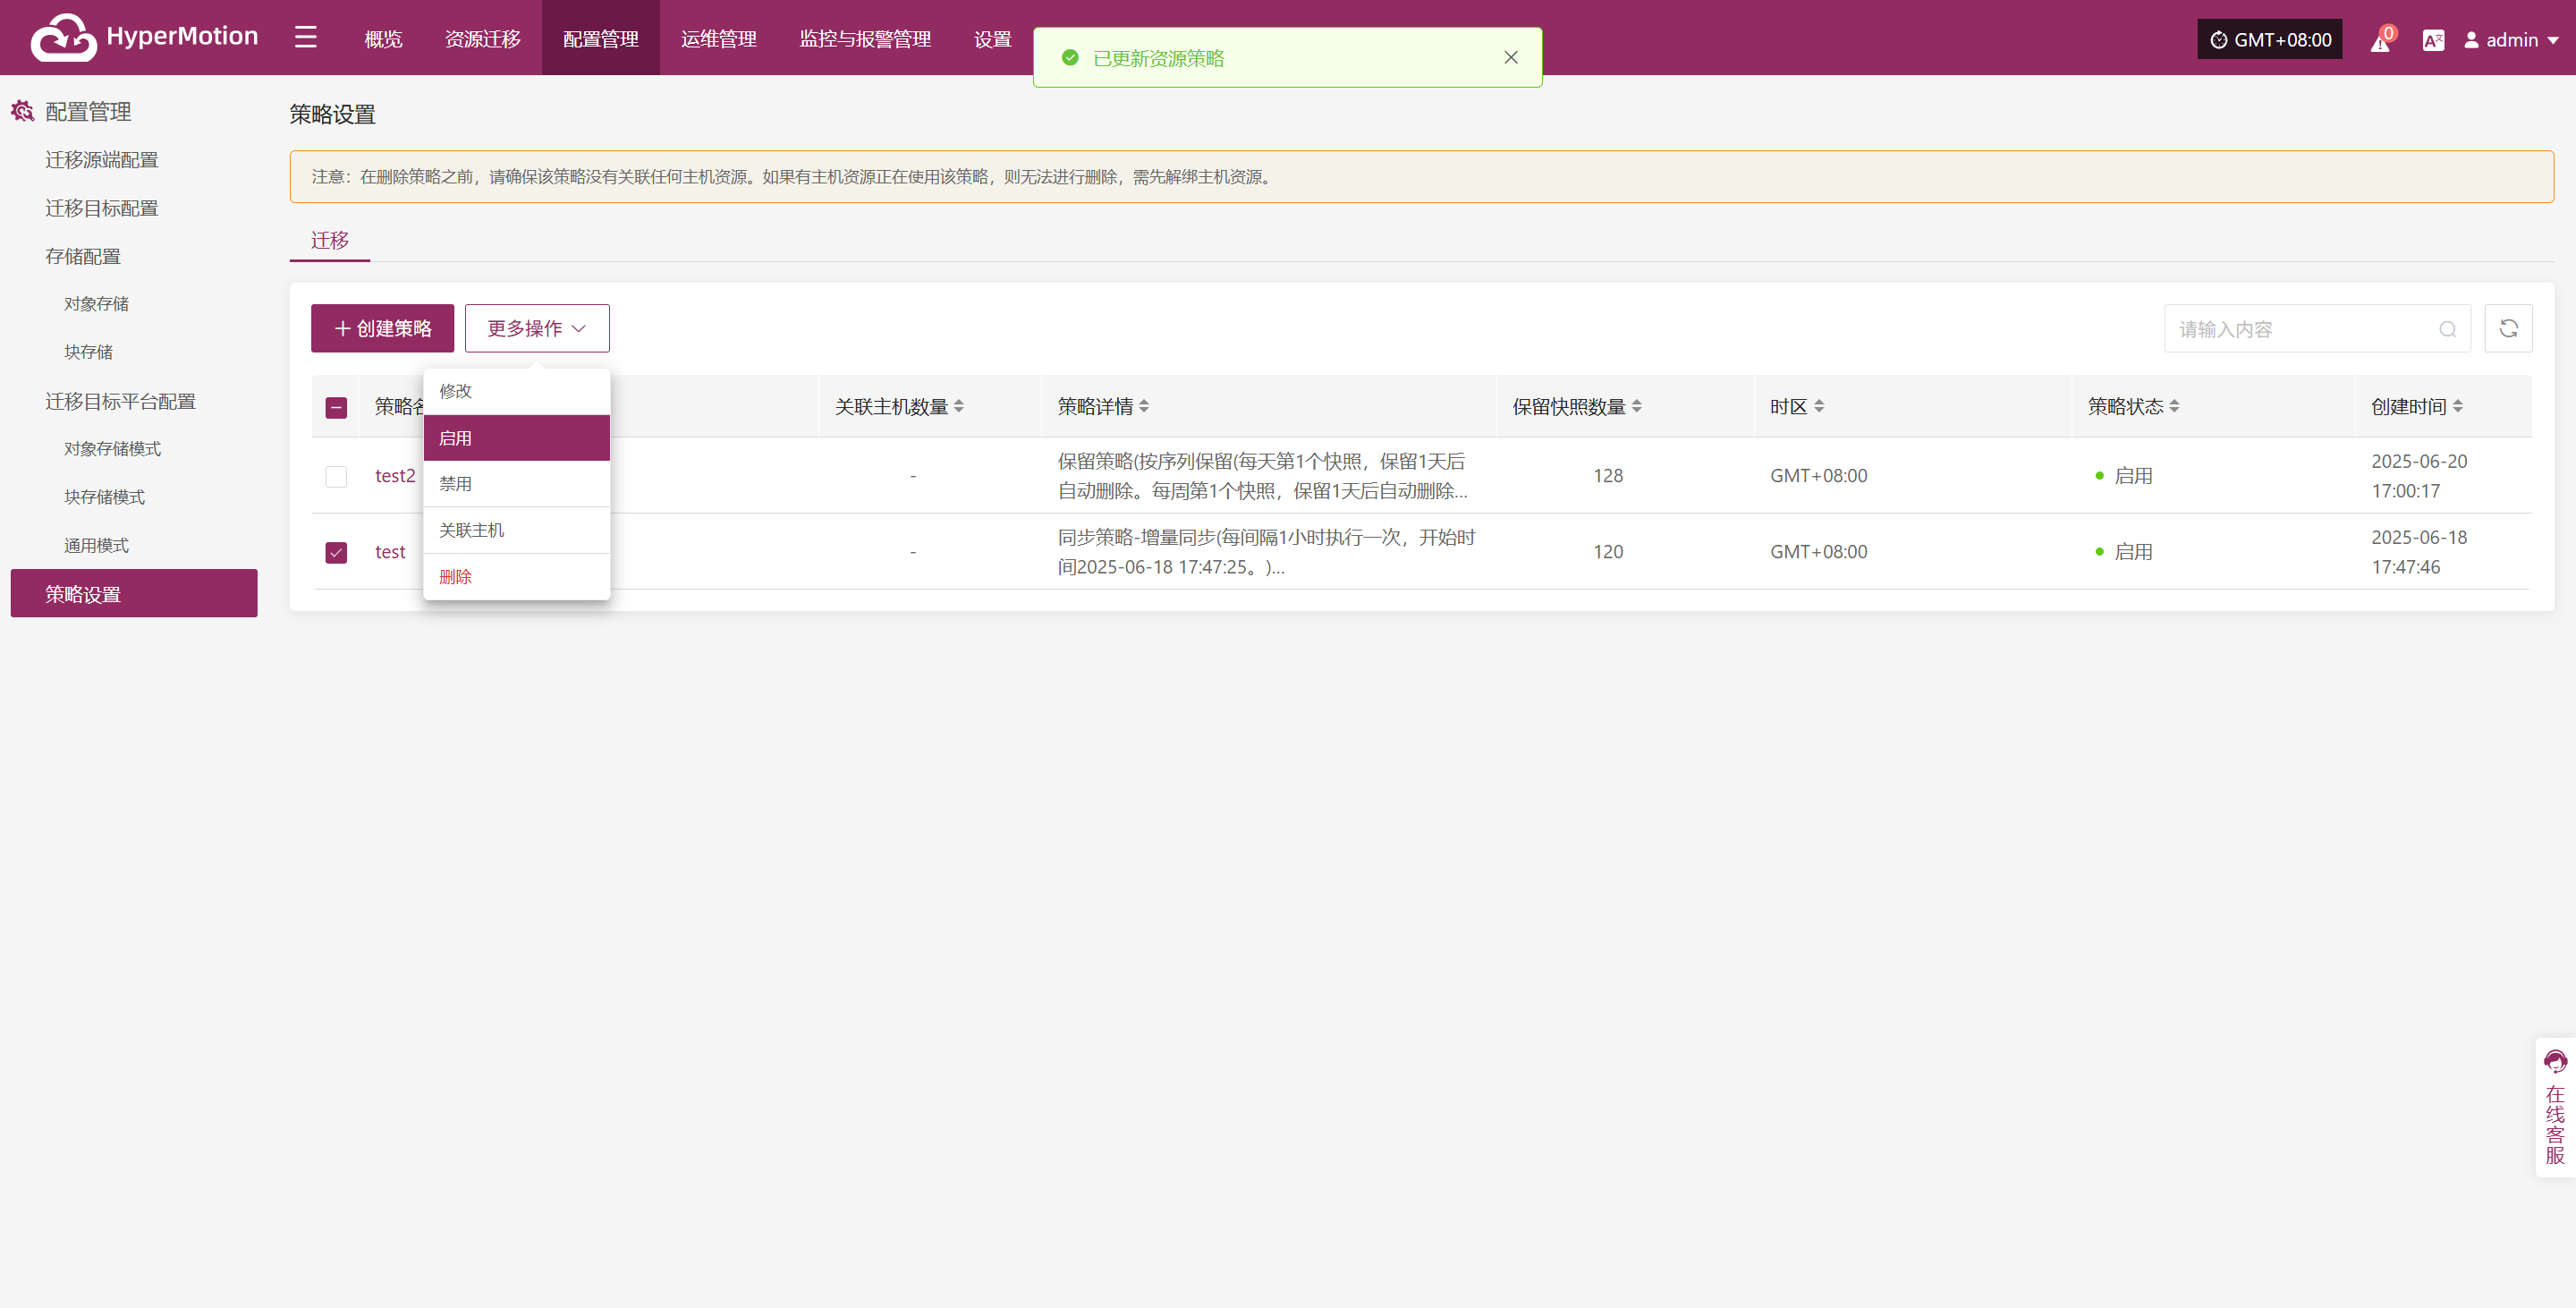 HyperMotion
概览
资源迁移
配置管理
运维管理
监控与报警管理
设置
已更新资源策略
GMT+08:00
0
admin
配置管理
迁移源端配置
迁移目标配置
存储配置
对象存储
块存储
迁移目标平台配置
对象存储模式
块存储模式
通用模式
策略设置
策略设置
注意：在删除策略之前，请确保该策略没有关联任何主机资源。如果有主机资源正在使用该策略，则无法进行删除，需先解绑主机资源。
迁移
创建策略
更多操作
请输入内容
修改
启用
禁用
关联主机
删除
策略名
关联主机数量
策略详情
保留快照数量
时区
策略状态
创建时间
test2
-
保留策略(按序列保留(每天第1个快照，保留1天后
自动删除。每周第1个快照，保留1天后自动删除...
128
GMT+08:00
启用
2025-06-20
17:00:17
test
-
同步策略-增量同步(每间隔1小时执行一次，开始时
间2025-06-18 17:47:25。)...
120
GMT+08:00
启用
2025-06-18
17:47:46
在线客服